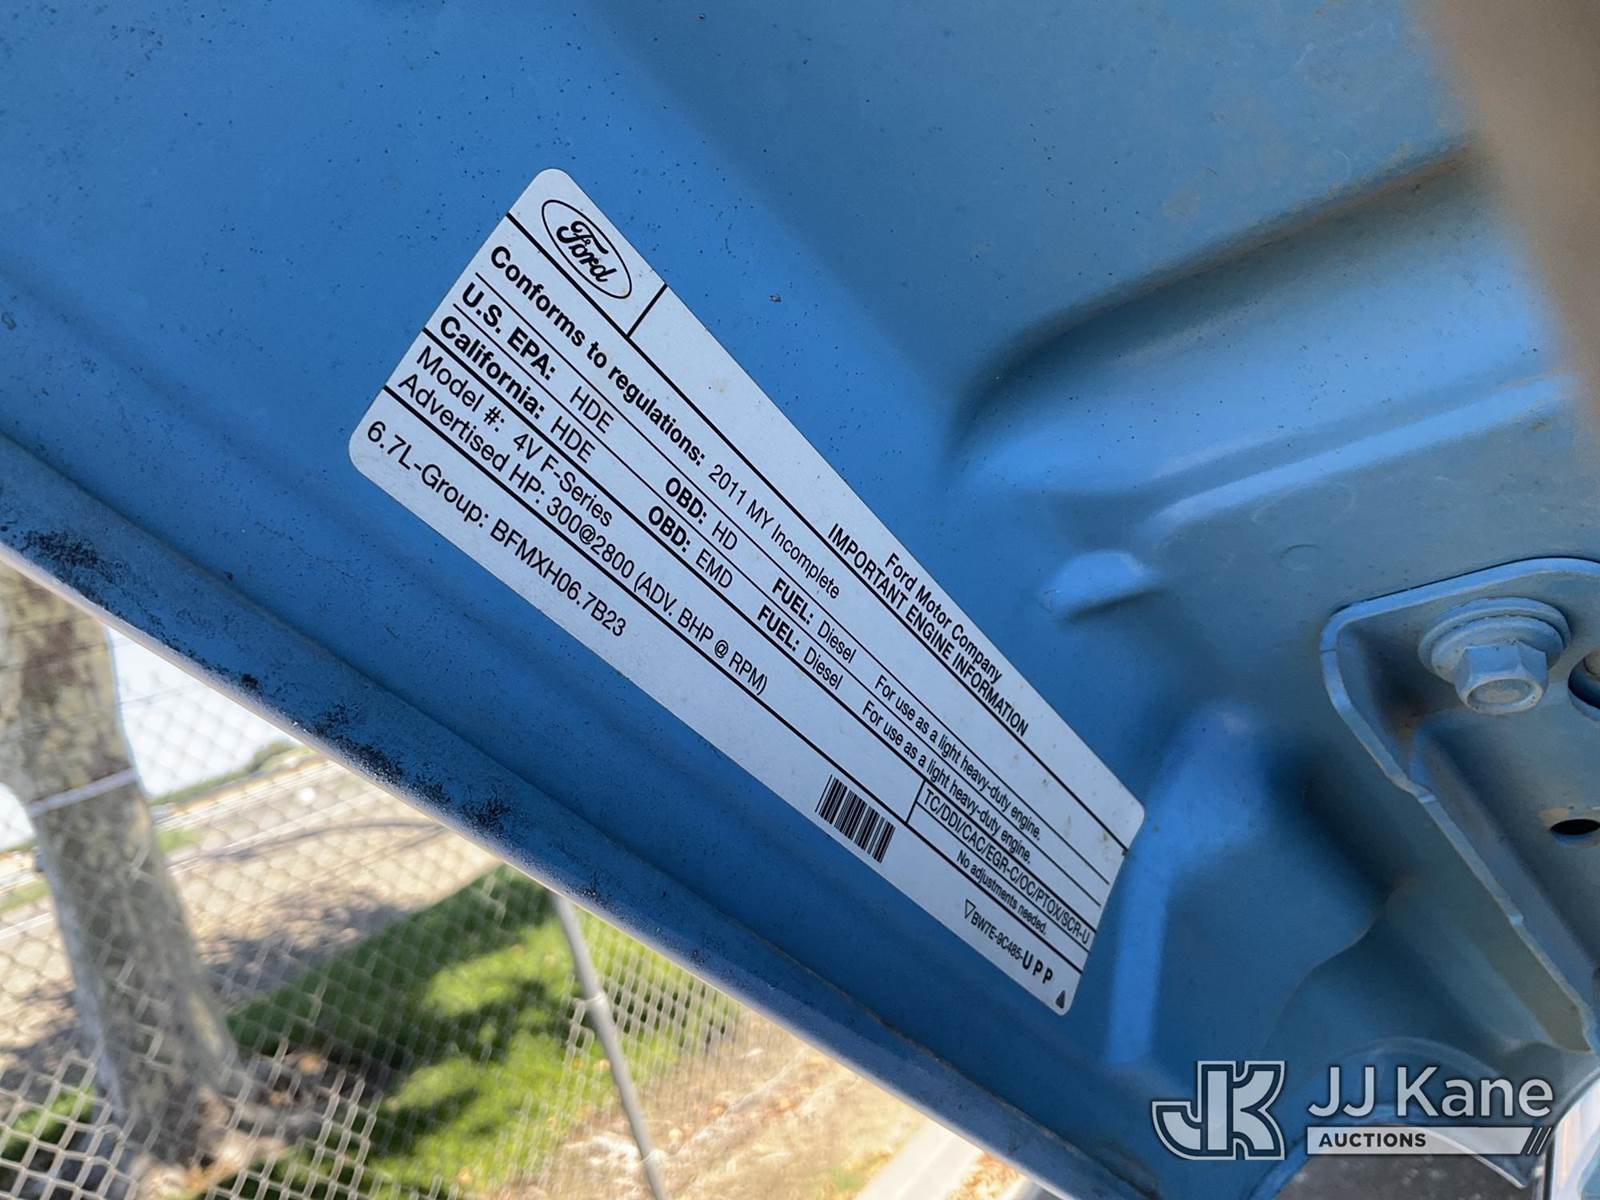 Ford
Ford Motor Company
IMPORTANT ENGINE INFORMATION
Conforms to regulations: 2011 MY Incomplete
U.S. EPA: HDE OBD: HD FUEL: Diesel For use as a light heavy-duty engine.
California: HDE OBD: EMD FUEL: Diesel For use as a light heavy-duty engine.
Model #: 4V F-Series TC/DDI/CAC/EGR-C/OC/PTOX/SCR-U
Advertised HP: 300@2800 (ADV. BHP @ RPM) No adjustments needed.
6.7L-Group: BFMXH06.7B23
BW7E-9C485-UPP
JK JJ Kane
AUCTIONS